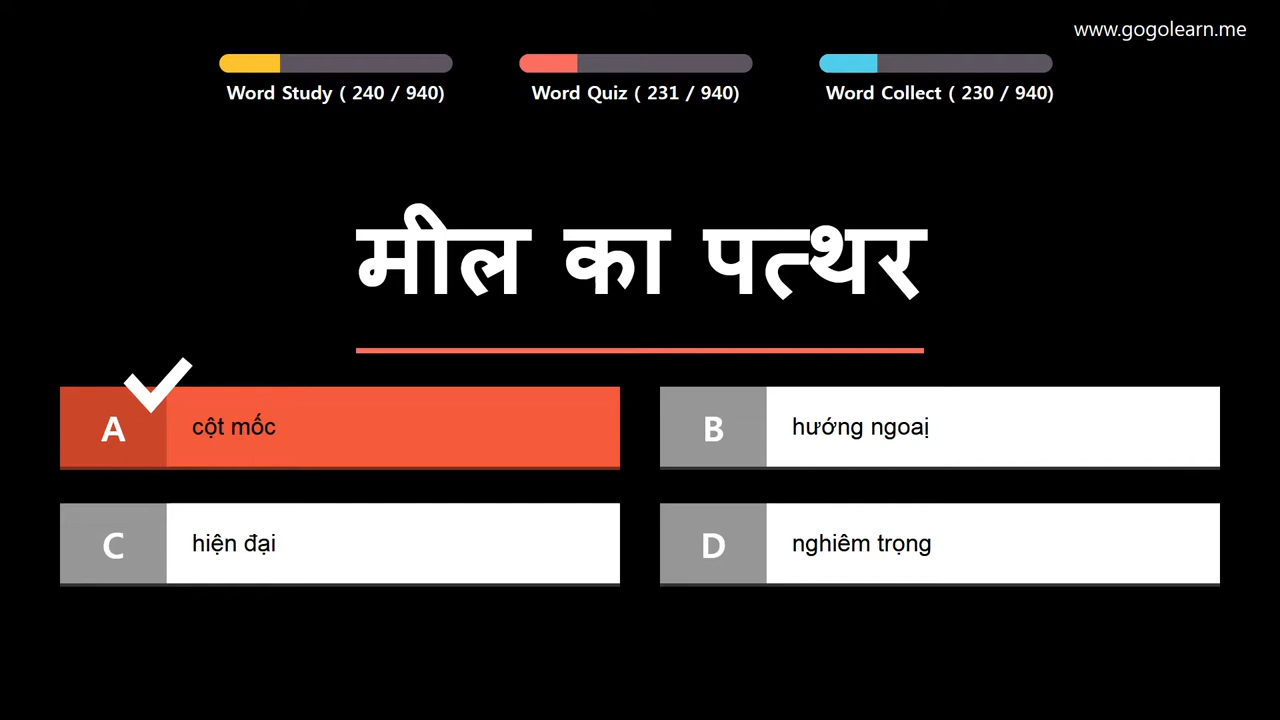 www.gogolearn.me
Word Study ( 240 / 940)
Word Quiz ( 231 / 940)
Word Collect ( 230 / 940)
मील का पत्थर
A cột mốc
B hướng ngoaị
C hiện đại
D nghiêm trọng